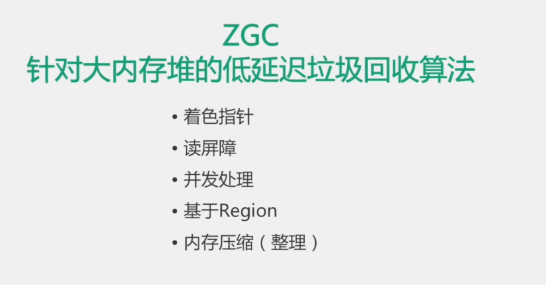 ZGC
针对大内存堆的低延迟垃圾回收算法
• 着色指针
• 读屏障
• 并发处理
• 基于Region
• 内存压缩（整理）